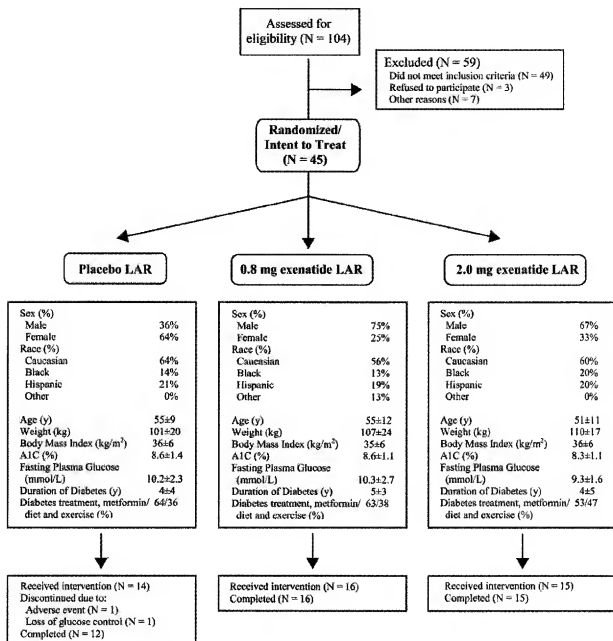 Assessed for
eligibility (N = 104)
Excluded (N = 59)
Did not meet inclusion criteria (N = 49)
Refused to participate (N = 3)
Other reasons (N = 7)
Randomized/
Intent to Treat
(N = 45)
Placebo LAR
Sex (%)
Male 36%
Female 64%
Race (%)
Caucasian 64%
Black 14%
Hispanic 21%
Other 0%
Age (y) 55±9
Weight (kg) 101±20
Body Mass Index (kg/m²) 36±6
A1C (%) 8.6±1.4
Fasting Plasma Glucose
(mmol/L) 10.2±2.3
Duration of Diabetes (y) 4±4
Diabetes treatment, metformin/ 64/36
diet and exercise (%)
Received intervention (N = 14)
Discontinued due to:
Adverse event (N = 1)
Loss of glucose control (N = 1)
Completed (N = 12)
0.8 mg exenatide LAR
Sex (%)
Male 75%
Female 25%
Race (%)
Caucasian 56%
Black 13%
Hispanic 19%
Other 13%
Age (y) 55±12
Weight (kg) 107±24
Body Mass Index (kg/m²) 35±6
A1C (%) 8.6±1.1
Fasting Plasma Glucose
(mmol/L) 10.3±2.7
Duration of Diabetes (y) 5±3
Diabetes treatment, metformin/ 63/38
diet and exercise (%)
Received intervention (N = 16)
Completed (N = 16)
2.0 mg exenatide LAR
Sex (%)
Male 67%
Female 33%
Race (%)
Caucasian 60%
Black 20%
Hispanic 20%
Other 0%
Age (y) 51±11
Weight (kg) 110±17
Body Mass Index (kg/m²) 36±6
A1C (%) 8.3±1.1
Fasting Plasma Glucose
(mmol/L) 9.3±1.6
Duration of Diabetes (y) 4±5
Diabetes treatment, metformin/ 53/47
diet and exercise (%)
Received intervention (N = 15)
Completed (N = 15)